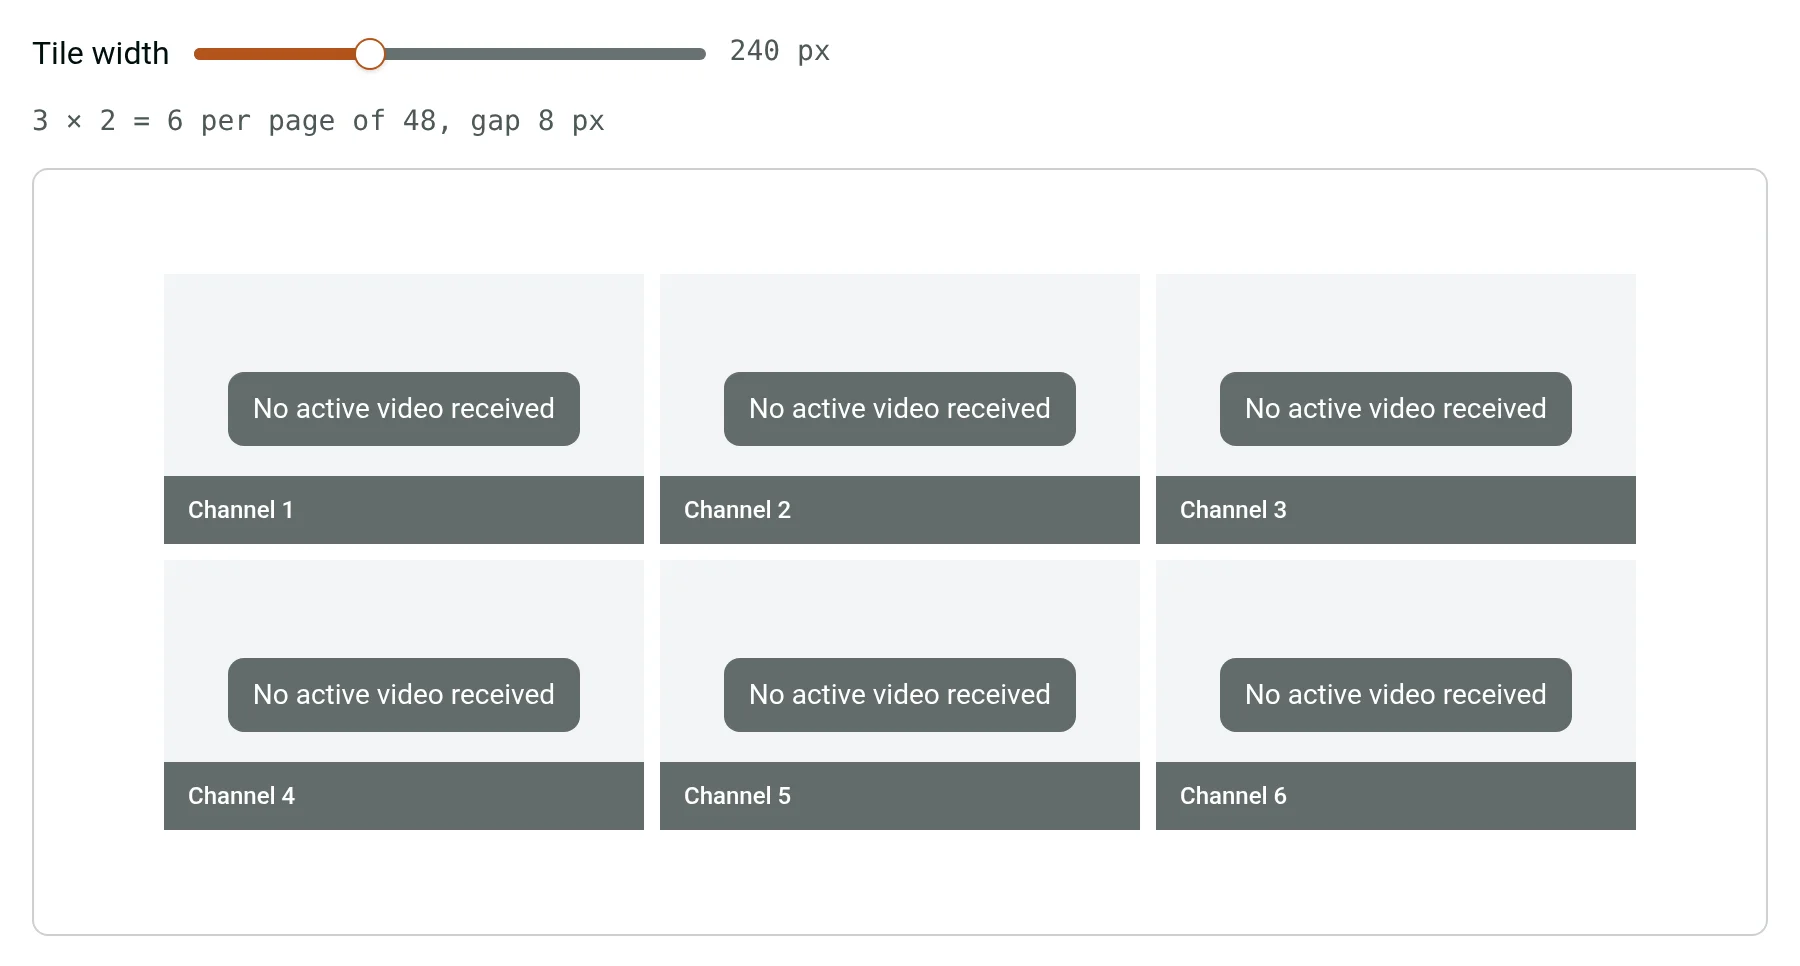 Tile width 240 px
3 × 2 = 6 per page of 48, gap 8 px
No active video received No active video received No active video received
Channel 1 Channel 2 Channel 3
No active video received No active video received No active video received
Channel 4 Channel 5 Channel 6